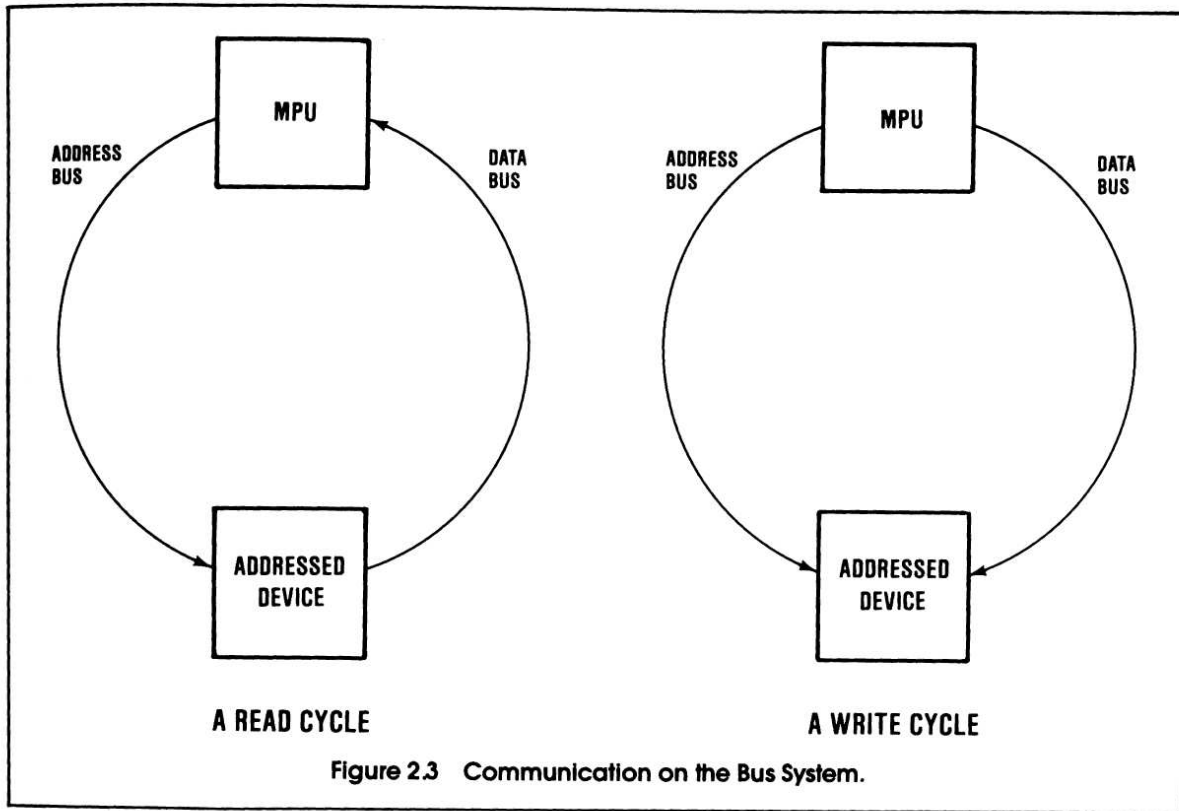 MPU
ADDRESS
BUS
DATA
BUS
ADDRESSED
DEVICE
A READ CYCLE
MPU
ADDRESS
BUS
DATA
BUS
ADDRESSED
DEVICE
A WRITE CYCLE
Figure 2.3 Communication on the Bus System.